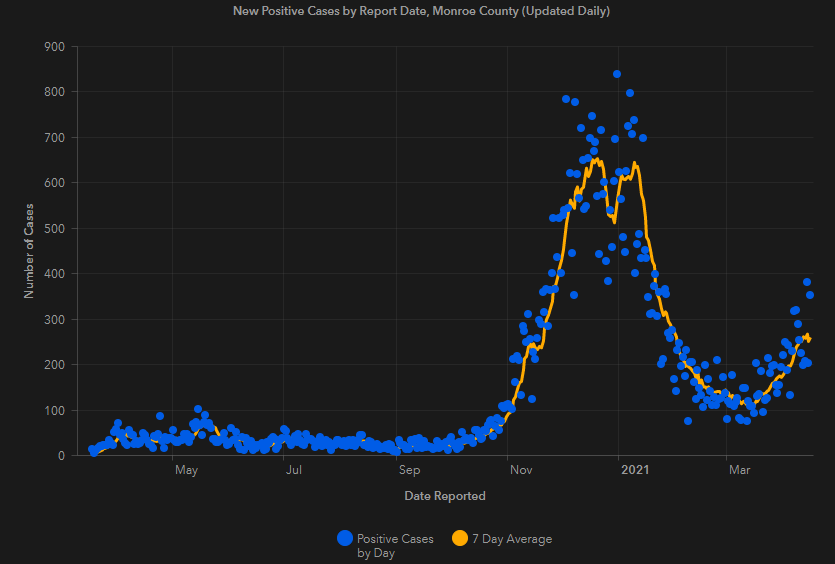 New Positive Cases by Report Date, Monroe County (Updated Daily)
900
800
700
600
500
400
300
200
100
0
Number of Cases
May
Jul
Sep
Nov
2021
Mar
Date Reported
Positive Cases
by Day
7 Day Average